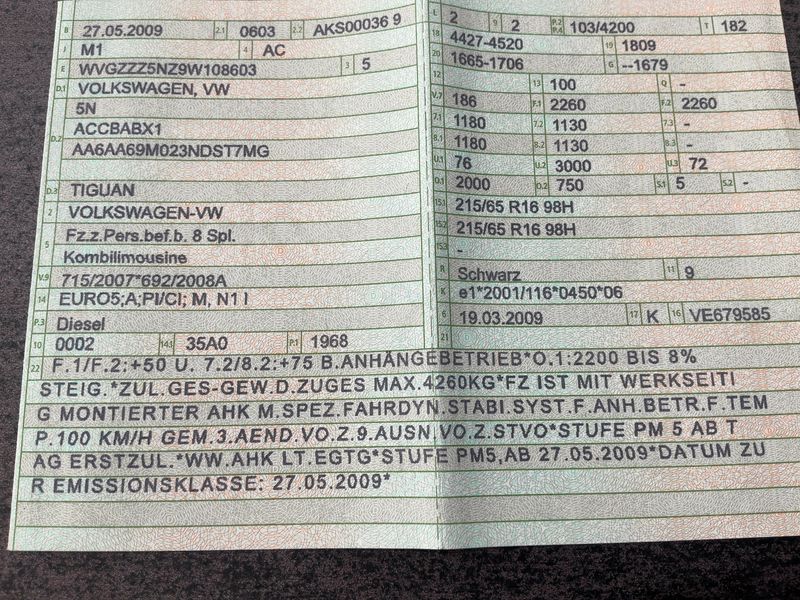 B 27.05.2009 2.1 0603 2.2 AKS00036 9
J M1 4 AC
E WVGZZZ5NZ9W108603 3 5
D.1 VOLKSWAGEN, VW
5N
D.2 ACCBABX1
AA6AA69M023NDST7MG
D.3 TIGUAN
2 VOLKSWAGEN-VW
5 Fz.z.Pers.bef.b. 8 Spl.
Kombilimousine
V.9 715/2007*692/2008A
14 EURO5;A;PI/CI; M, N1 I
P.3 Diesel
10 0002 14.1 35A0 P.1 1968
L 2 9 2 P.2 P.4 103/4200 T 182
18 4427-4520 19 1809
20 1665-1706 G --1679
12 13 100 Q -
V.7 186 F.1 2260 F.2 2260
7.1 1180 7.2 1130 7.3 -
8.1 1180 8.2 1130 8.3 -
U.1 76 U.2 3000 U.3 72
O.1 2000 O.2 750 S.1 5 S.2 -
15.1 215/65 R16 98H
15.2 215/65 R16 98H
15.3 -
R Schwarz 11 9
K e1*2001/116*0450*06
6 19.03.2009 17 K 16 VE679585
22 F.1/F.2:+50 U. 7.2/8.2:+75 B.ANHÄNGEBETRIEB*O.1:2200 BIS 8%
STEIG.*ZUL.GES-GEW.D.ZUGES MAX.4260KG*FZ IST MIT WERKSEITI
G MONTIERTER AHK M.SPEZ.FAHRDYN.STABI.SYST.F.ANH.BETR.F.TEM
P.100 KM/H GEM.3.AEND.VO.Z.9.AUSN.VO.Z.STVO*STUFE PM 5 AB T
AG ERSTZUL.*WW.AHK LT.EGTG*STUFE PM5,AB 27.05.2009*DATUM ZU
R EMISSIONSKLASSE: 27.05.2009*